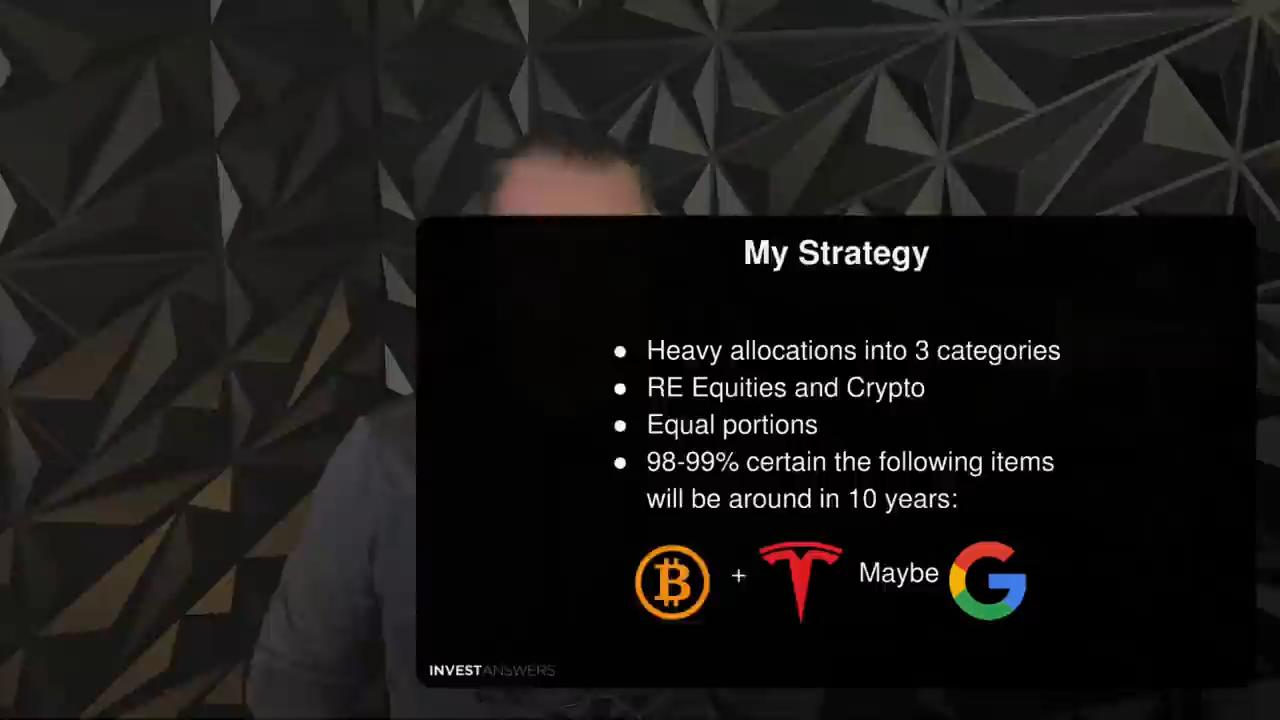 My Strategy
● Heavy allocations into 3 categories
● RE Equities and Crypto
● Equal portions
● 98-99% certain the following items
will be around in 10 years:
+ Maybe
INVESTANSWERS